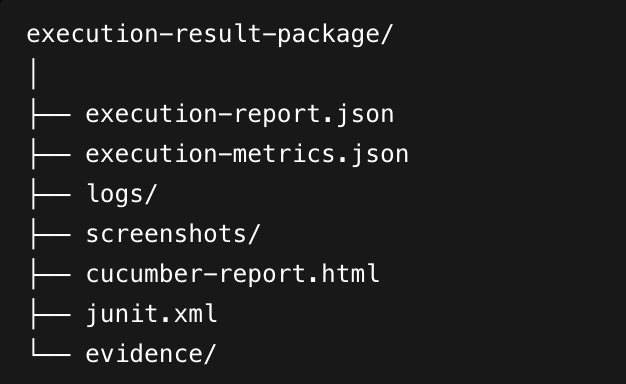 execution-result-package/
│
├── execution-report.json
├── execution-metrics.json
├── logs/
├── screenshots/
├── cucumber-report.html
├── junit.xml
└── evidence/